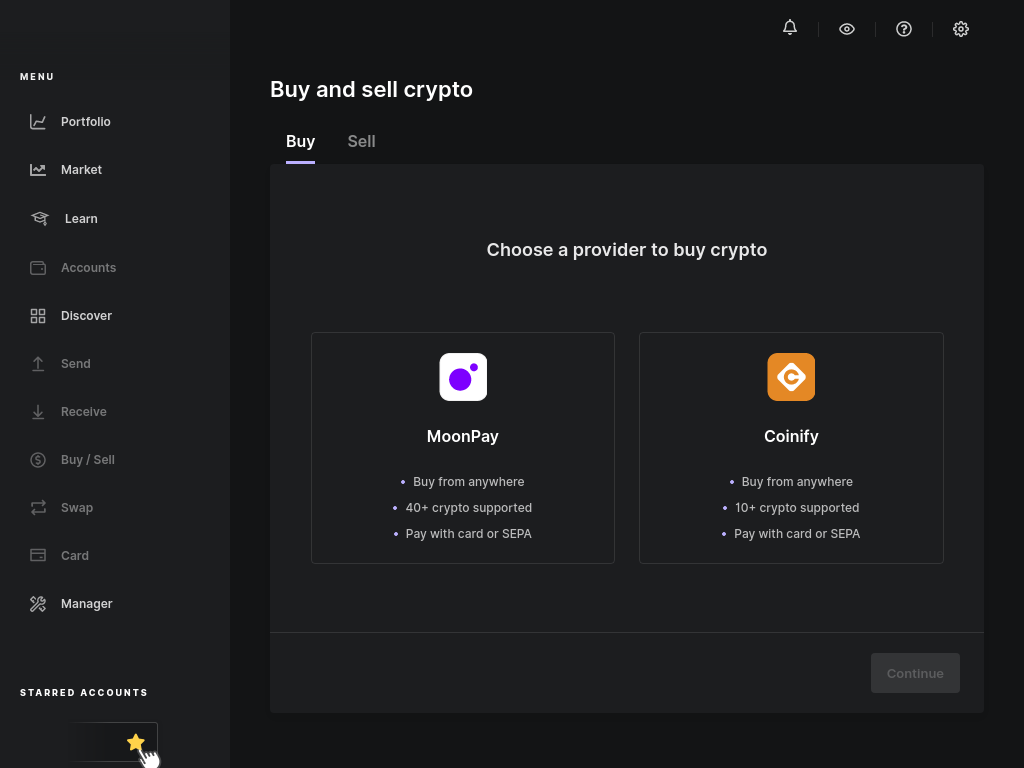 MENU
Portfolio
Market
Learn
Accounts
Discover
Send
Receive
Buy / Sell
Swap
Card
Manager
STARRED ACCOUNTS
Buy and sell crypto
Buy
Sell
Choose a provider to buy crypto
MoonPay
• Buy from anywhere
• 40+ crypto supported
• Pay with card or SEPA
Coinify
• Buy from anywhere
• 10+ crypto supported
• Pay with card or SEPA
Continue